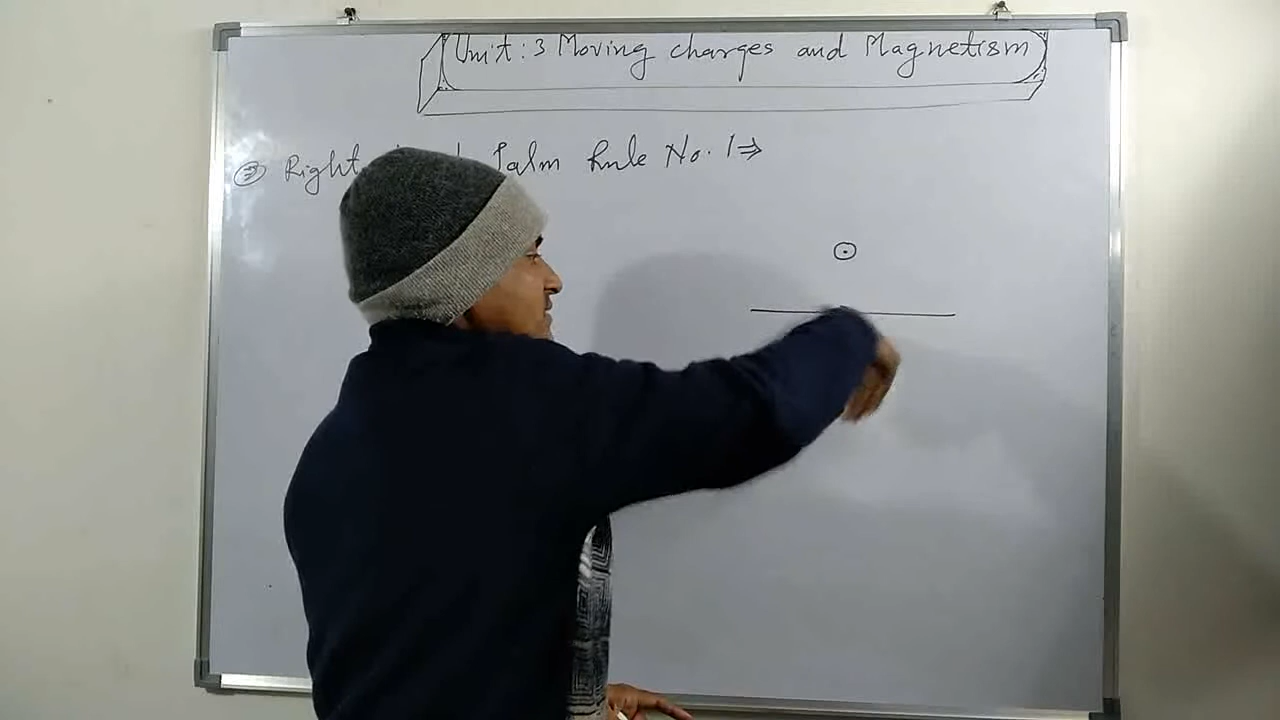 Unit: 3 Moving charges and Magnetism
③ Right Palm Rule No. 1⇒